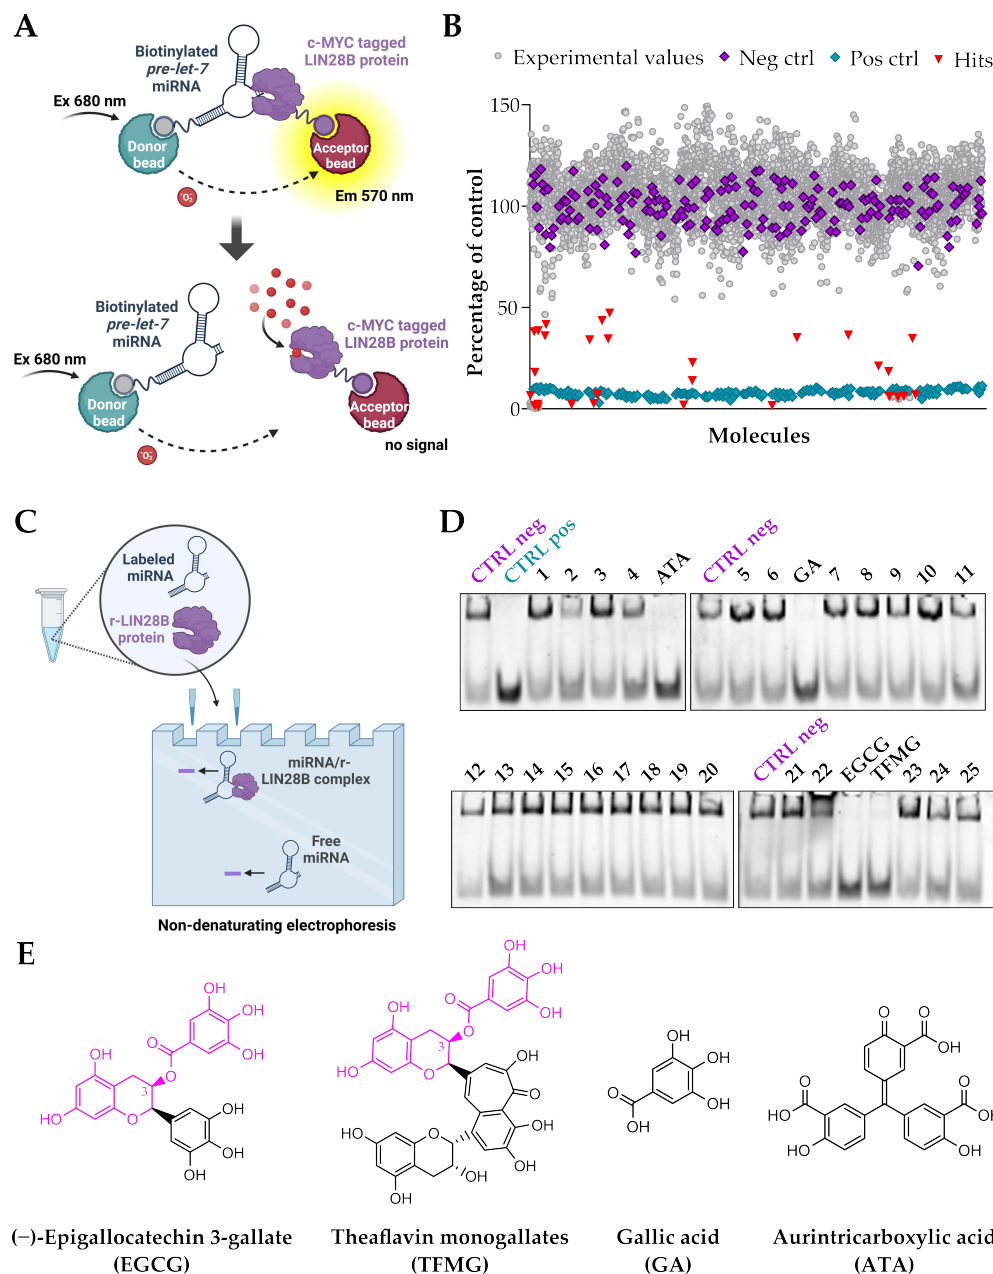 A
Biotinylated
pre-let-7
miRNA
c-MYC tagged
LIN28B protein
Ex 680 nm
Donor
bead
Acceptor
bead
Em 570 nm
Biotinylated
pre-let-7
miRNA
c-MYC tagged
LIN28B protein
Ex 680 nm
Donor
bead
Acceptor
bead
no signal
B
Experimental values Neg ctrl Pos ctrl Hits
Percentage of control
150
100
50
0
Molecules
C
Labeled
miRNA
r-LIN28B
protein
miRNA/r-
LIN28B complex
Free
miRNA
Non-denaturating electrophoresis
D
CTRL neg CTRL pos 1 2 3 4 ATA
CTRL neg 5 6 GA 7 8 9 10 11
12 13 14 15 16 17 18 19 20
CTRL neg 21 22 EGCG TFMG 23 24 25
E
OH
OH
OH
O
O
OH
3
HO
O
OH
OH
OH
OH
OH
OH
O
O
OH
3
HO
O
OH
O
HO
O
OH
OH
OH
OH
OH
OH
OH
O
OH
O
O
OH
O
HO
O
OH
OH
OH
(−)-Epigallocatechin 3-gallate
(EGCG)
Theaflavin monogallates
(TFMG)
Gallic acid
(GA)
Aurintricarboxylic acid
(ATA)